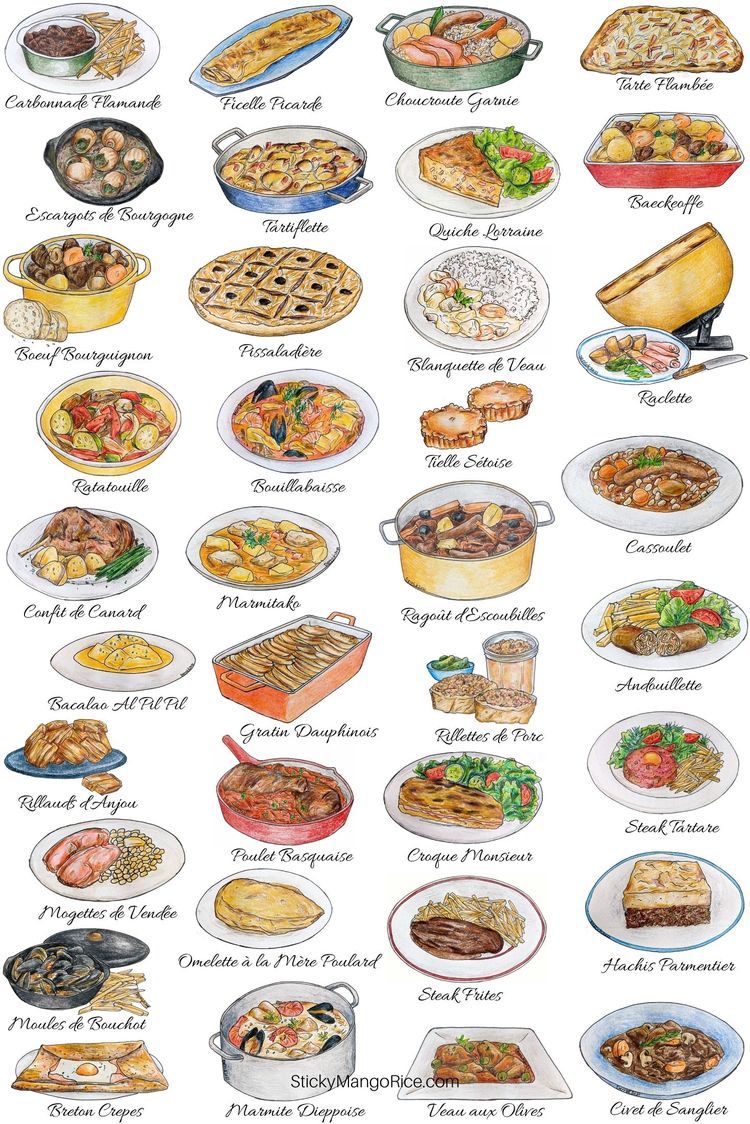 Carbonnade Flamande
Ficelle Picarde
Choucroute Garnie
Tarte Flambée
Escargots de Bourgogne
Tartiflette
Quiche Lorraine
Baeckeoffe
Boeuf Bourguignon
Pissaladière
Blanquette de Veau
Raclette
Ratatouille
Bouillabaisse
Tielle Sétoise
Cassoulet
Confit de Canard
Marmitako
Ragoût d'Escoubilles
Andouillette
Bacalao Al Pil Pil
Gratin Dauphinois
Rillettes de Porc
Rillauds d'Anjou
Poulet Basquaise
Croque Monsieur
Steak Tartare
Mogettes de Vendée
Omelette à la Mère Poulard
Steak Frites
Hachis Parmentier
Moules de Bouchot
StickyMangoRice.com
Breton Crepes
Marmite Dieppoise
Veau aux Olives
Civet de Sanglier